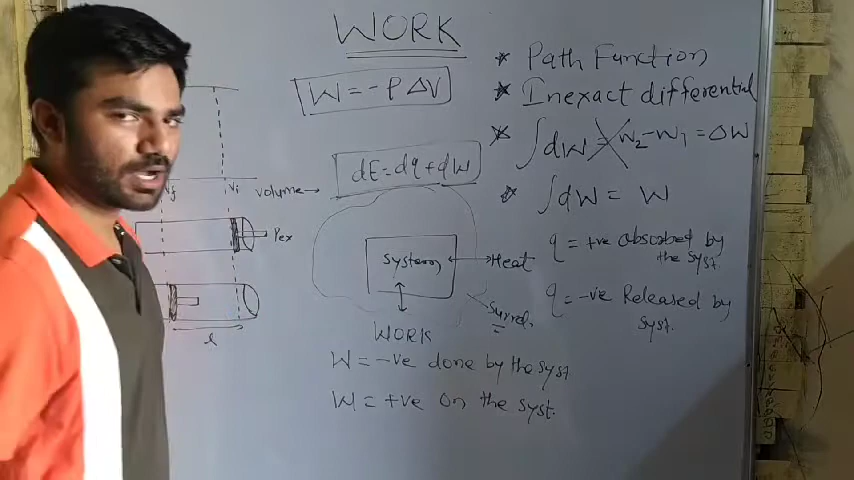 WORK
W = -PΔV
dE = dq + dW
Vf
Vi
volume →
Pex
l
System
Heat
Surrd.
WORK
W = -ve done by the syst
W = +ve on the syst.
* Path Function
* Inexact differential
* ∫dW = W2-W1 = ΔW
* ∫dW = W
q = +ve absorbed by
the syst.
q = -ve Released by
syst.